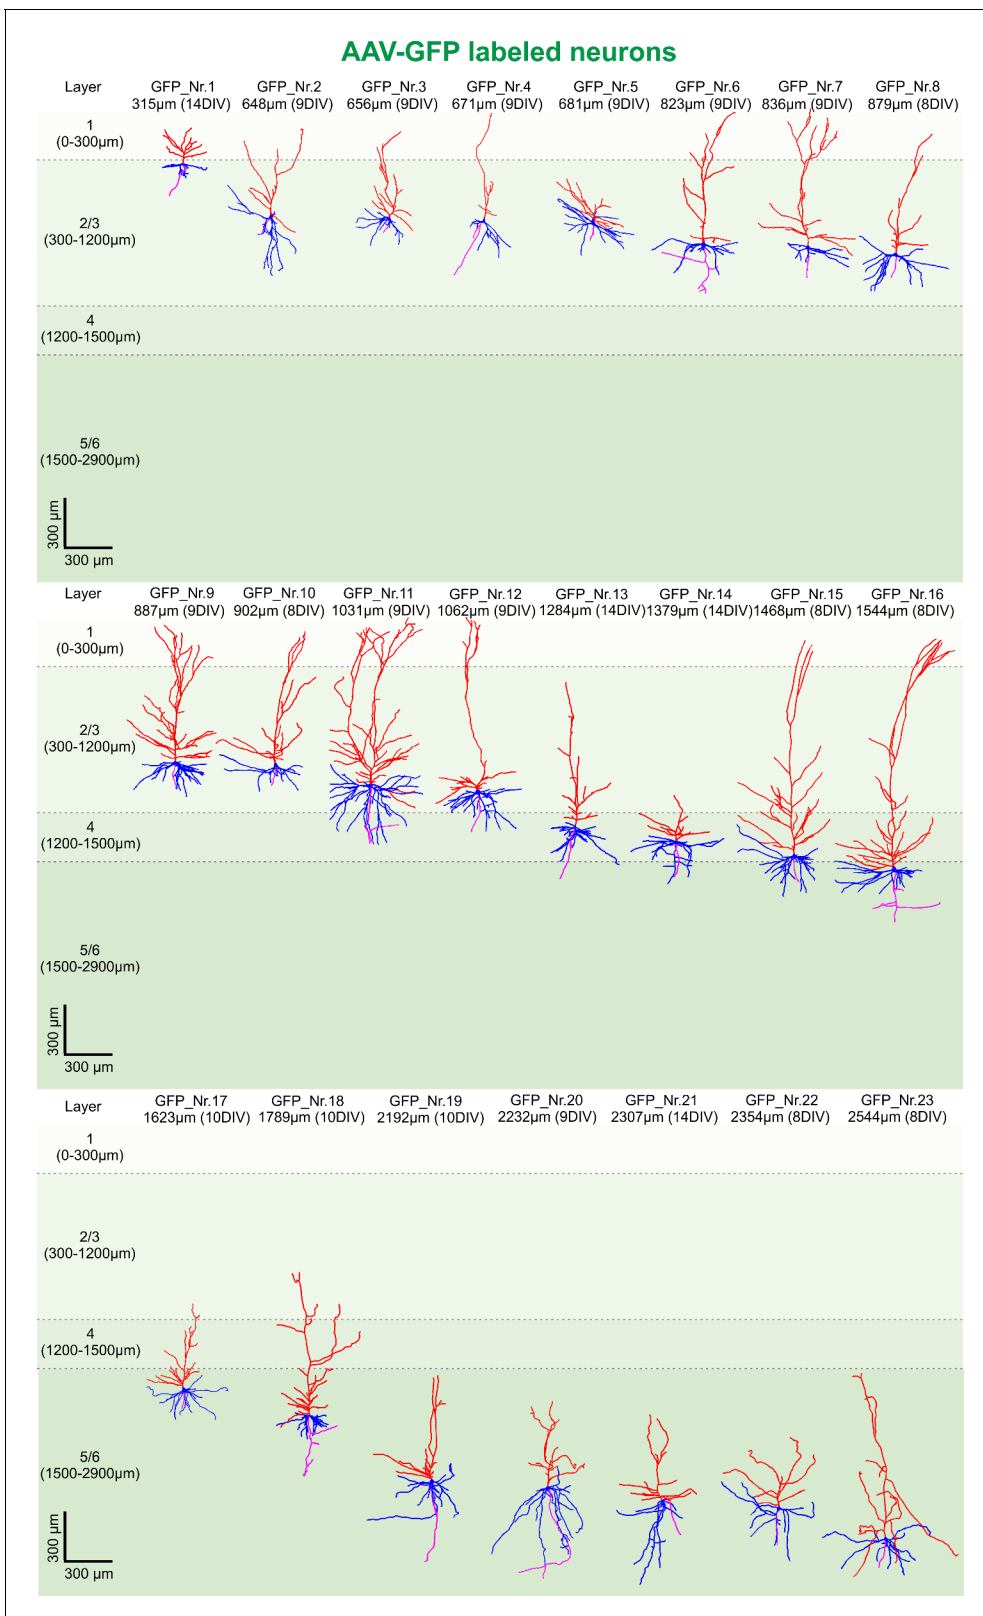 AAV-GFP labeled neurons
Layer
GFP_Nr.1
315µm (14DIV)
GFP_Nr.2
648µm (9DIV)
GFP_Nr.3
656µm (9DIV)
GFP_Nr.4
671µm (9DIV)
GFP_Nr.5
681µm (9DIV)
GFP_Nr.6
823µm (9DIV)
GFP_Nr.7
836µm (9DIV)
GFP_Nr.8
879µm (8DIV)
1
(0-300µm)
2/3
(300-1200µm)
4
(1200-1500µm)
5/6
(1500-2900µm)
300 µm
300 µm
Layer
GFP_Nr.9
887µm (9DIV)
GFP_Nr.10
902µm (8DIV)
GFP_Nr.11
1031µm (9DIV)
GFP_Nr.12
1062µm (9DIV)
GFP_Nr.13
1284µm (14DIV)
GFP_Nr.14
1379µm (14DIV)
GFP_Nr.15
1468µm (8DIV)
GFP_Nr.16
1544µm (8DIV)
1
(0-300µm)
2/3
(300-1200µm)
4
(1200-1500µm)
5/6
(1500-2900µm)
300 µm
300 µm
Layer
GFP_Nr.17
1623µm (10DIV)
GFP_Nr.18
1789µm (10DIV)
GFP_Nr.19
2192µm (10DIV)
GFP_Nr.20
2232µm (9DIV)
GFP_Nr.21
2307µm (14DIV)
GFP_Nr.22
2354µm (8DIV)
GFP_Nr.23
2544µm (8DIV)
1
(0-300µm)
2/3
(300-1200µm)
4
(1200-1500µm)
5/6
(1500-2900µm)
300 µm
300 µm